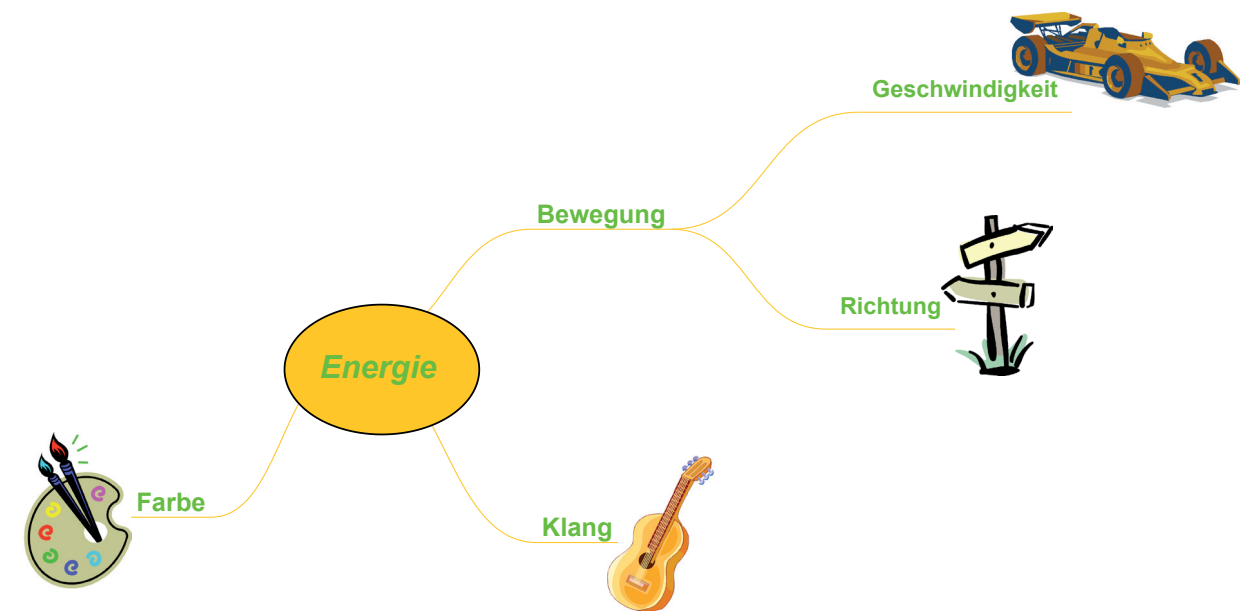 Geschwindigkeit
Bewegung
Richtung
Energie
Farbe
Klang